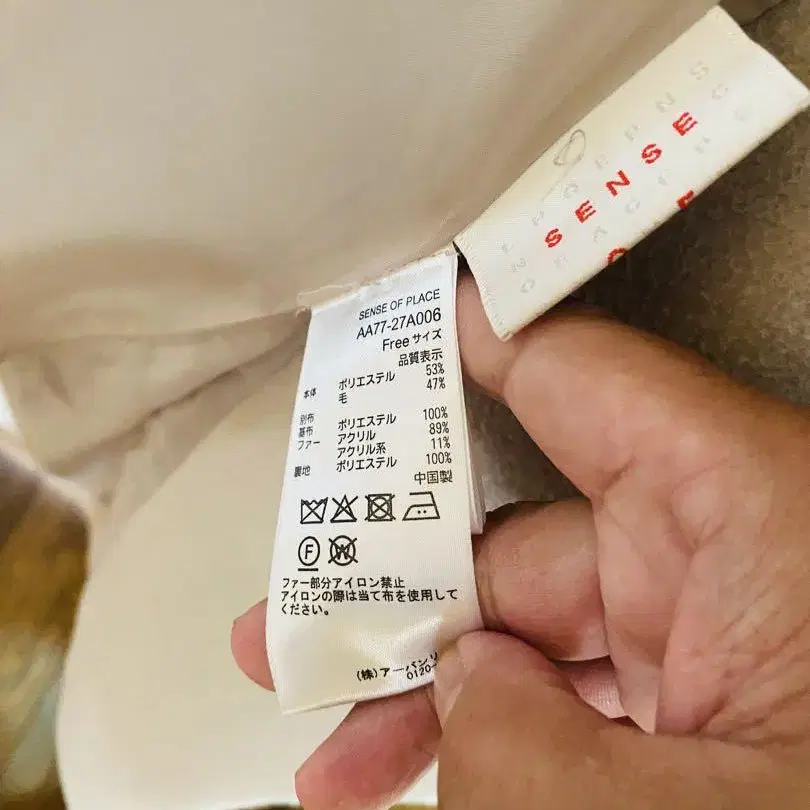 SENSE
SENSE OF PLACE
AA77-27A006
Freeサイズ
品質表示
本体 ポリエステル 53%
毛 47%
別布 ポリエステル 100%
基布 アクリル 89%
ファー アクリル系 11%
裏地 ポリエステル 100%
中国製
F W
ファー部分アイロン禁止
アイロンの際は当て布を使用して
ください。
(株)アーバンリ
0120-